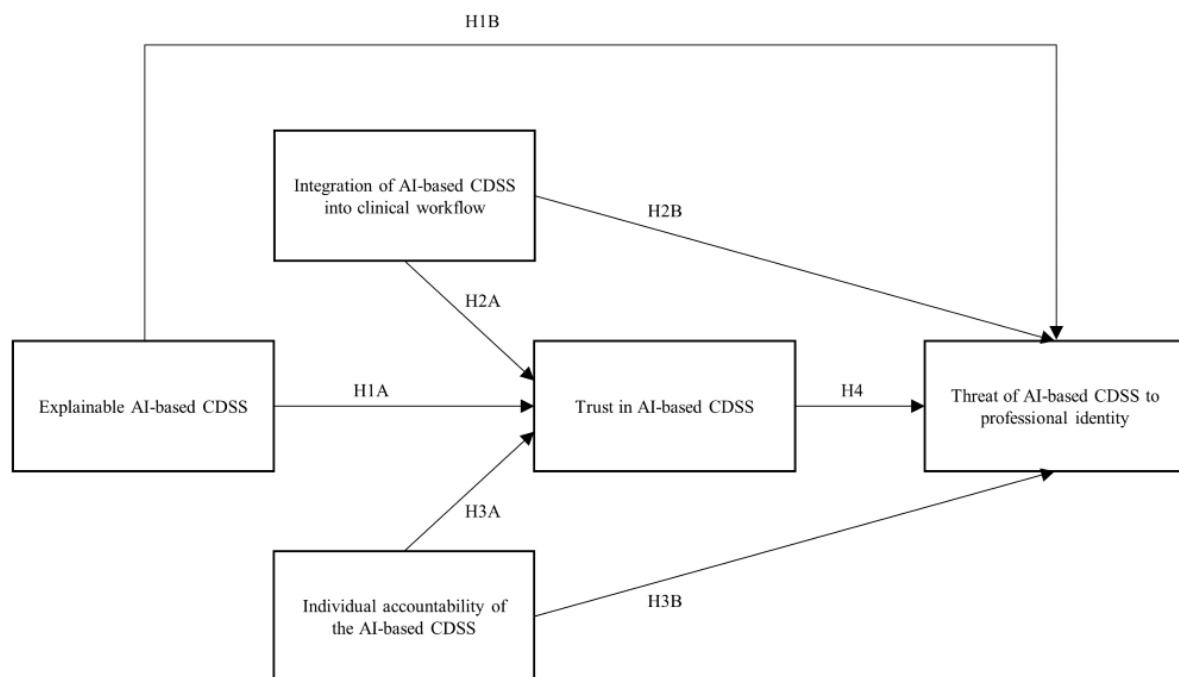 H1B
Integration of AI-based CDSS
into clinical workflow
H2B
H2A
Explainable AI-based CDSS
H1A
Trust in AI-based CDSS
H4
Threat of AI-based CDSS to
professional identity
H3A
Individual accountability of
the AI-based CDSS
H3B